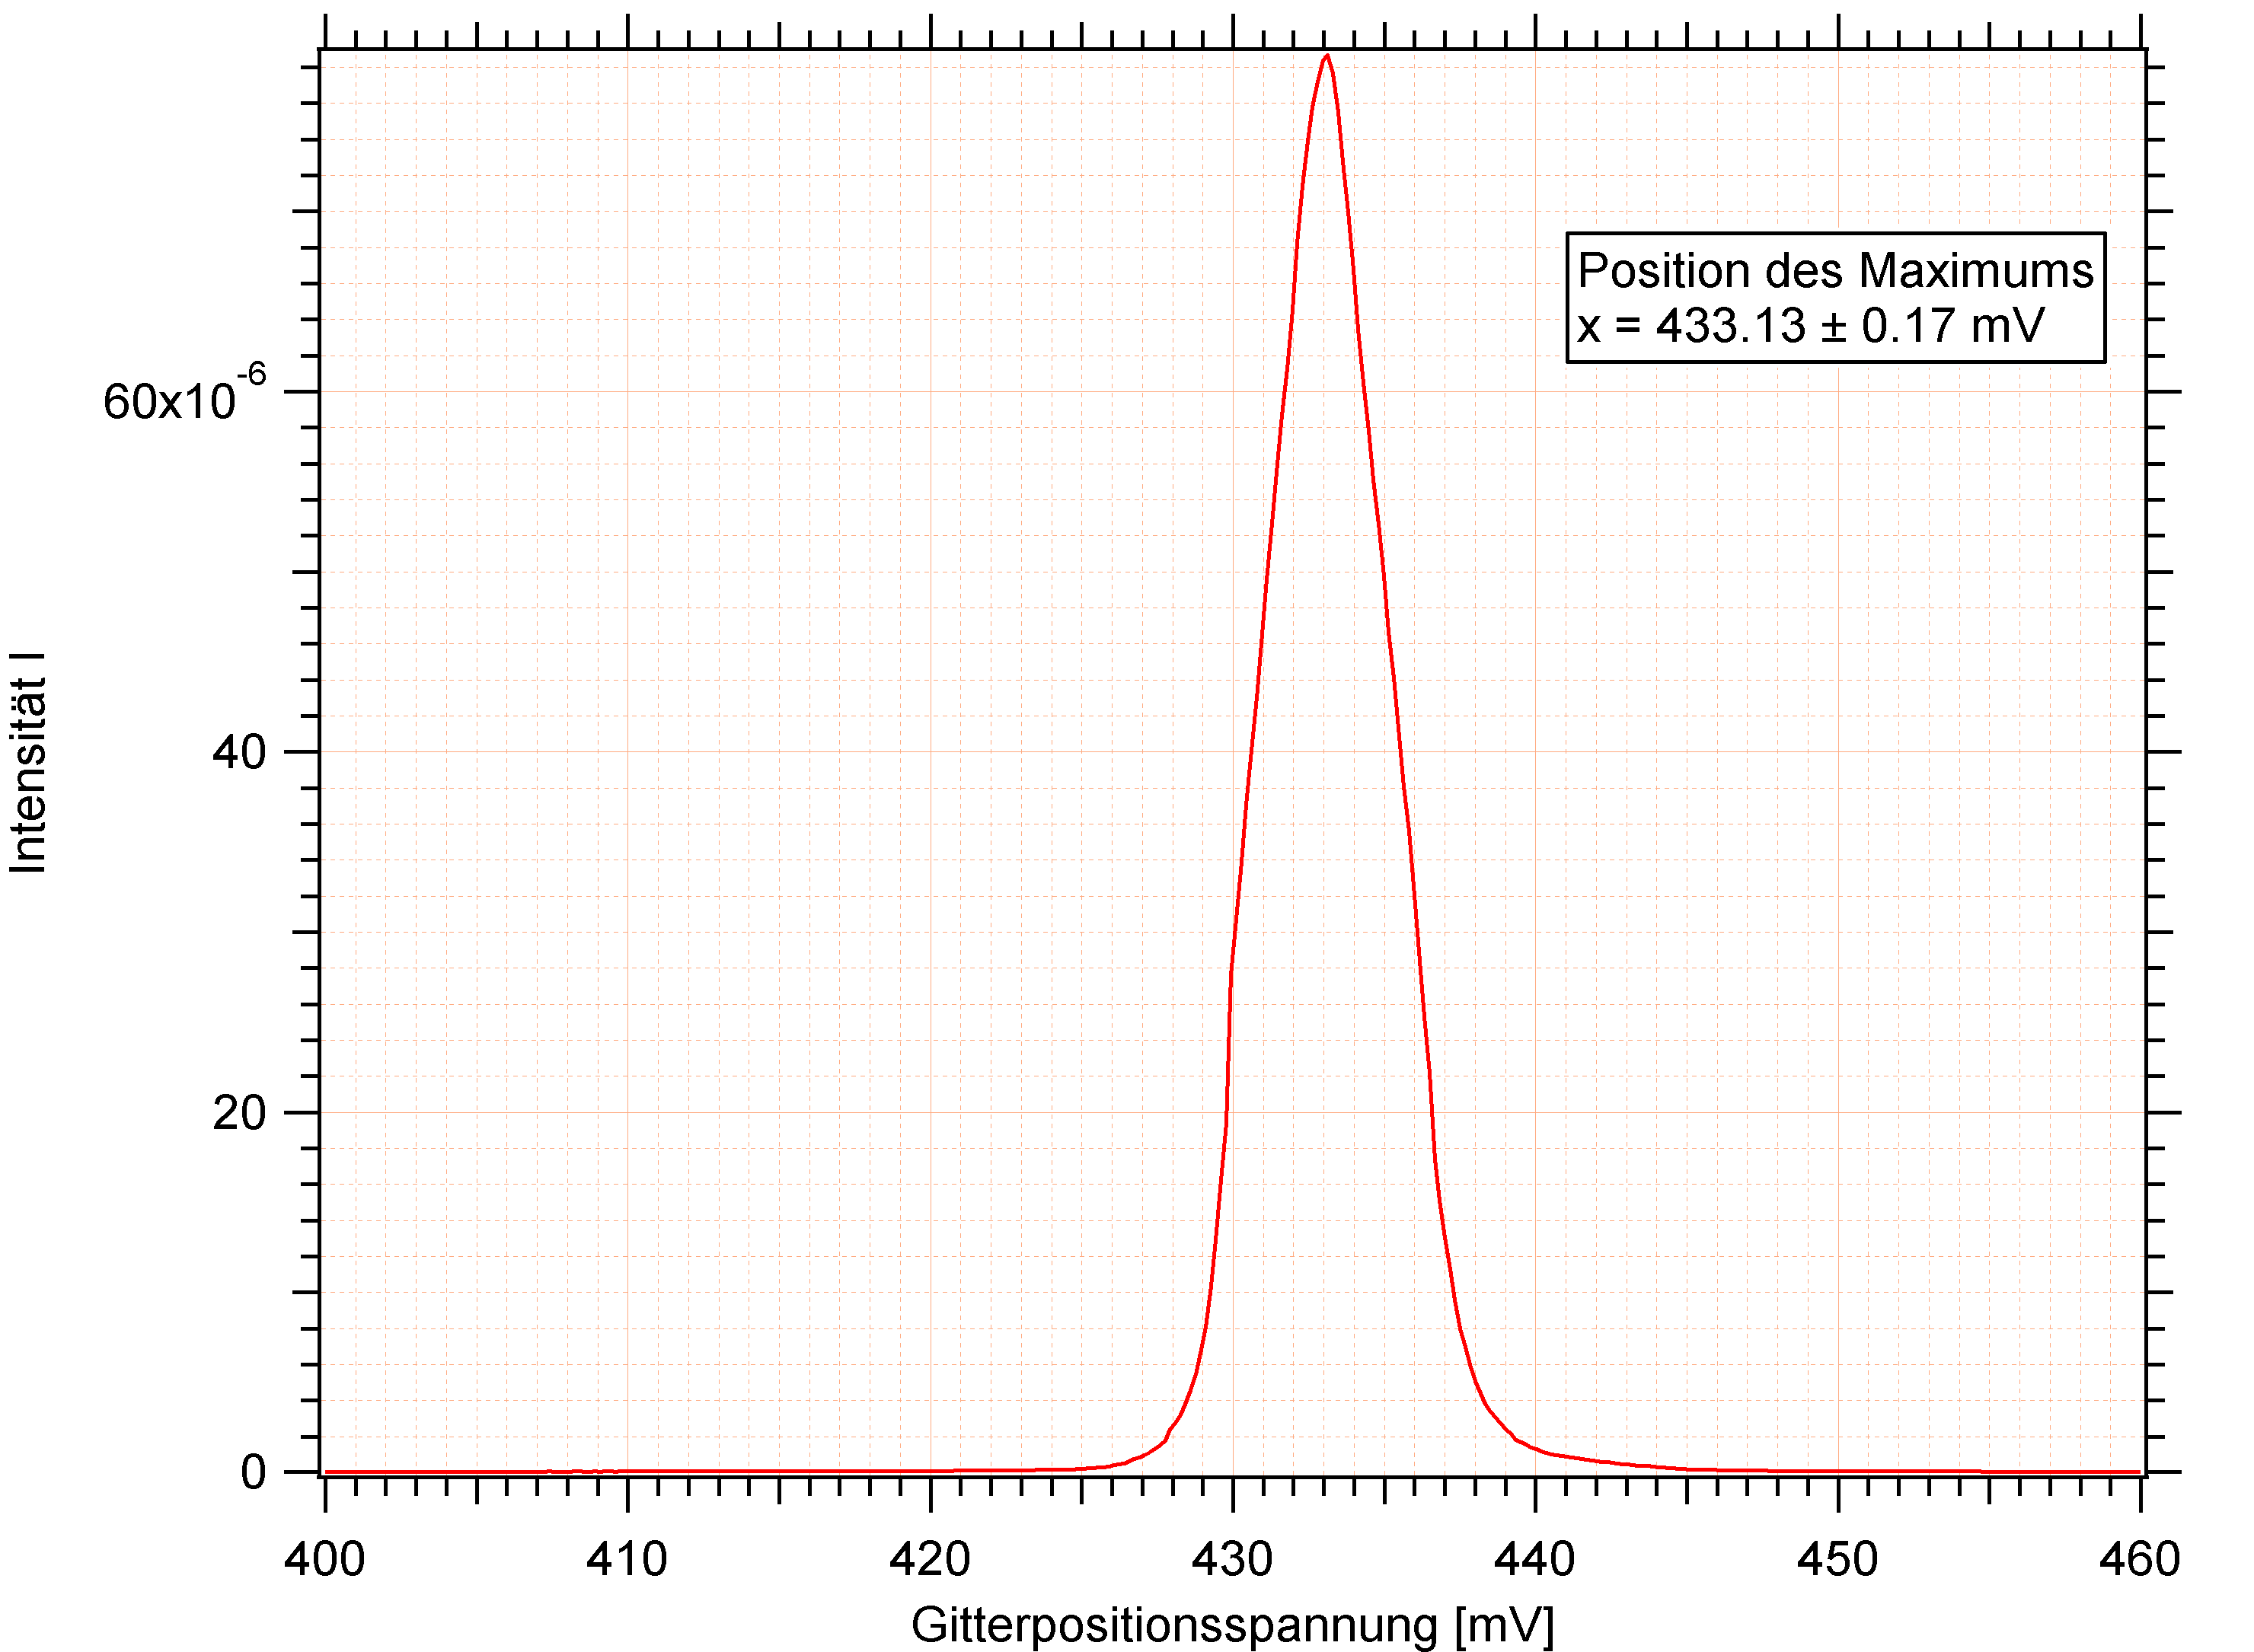 Position des Maximums
x = 433.13 ± 0.17 mV
60x10⁻⁶
40
20
0
Intensität I
400 410 420 430 440 450 460
Gitterpositionsspannung [mV]